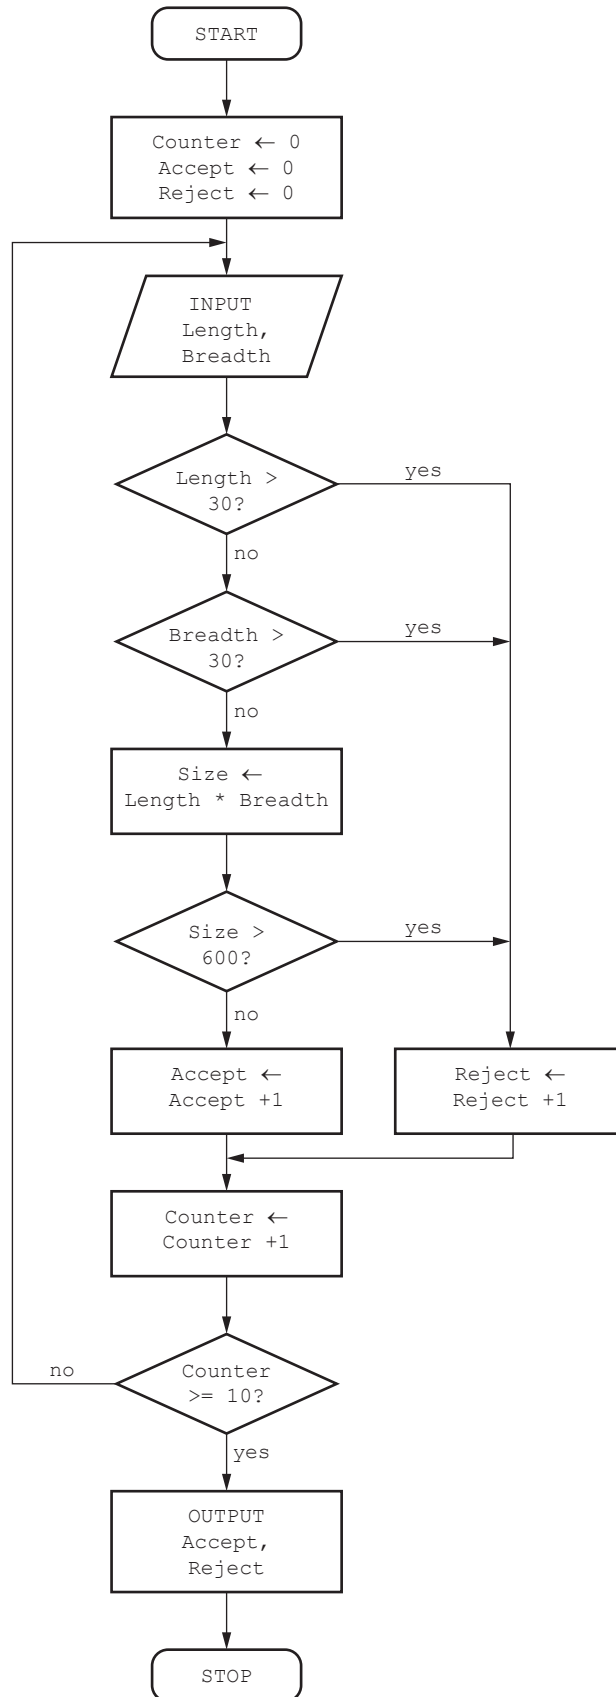 START
Counter ← 0
Accept ← 0
Reject ← 0
INPUT
Length,
Breadth
Length >
30?
yes
no
Breadth >
30?
yes
no
Size ←
Length * Breadth
Size >
600?
yes
no
Accept ←
Accept +1
Reject ←
Reject +1
Counter ←
Counter +1
Counter
>= 10?
no
yes
OUTPUT
Accept,
Reject
STOP